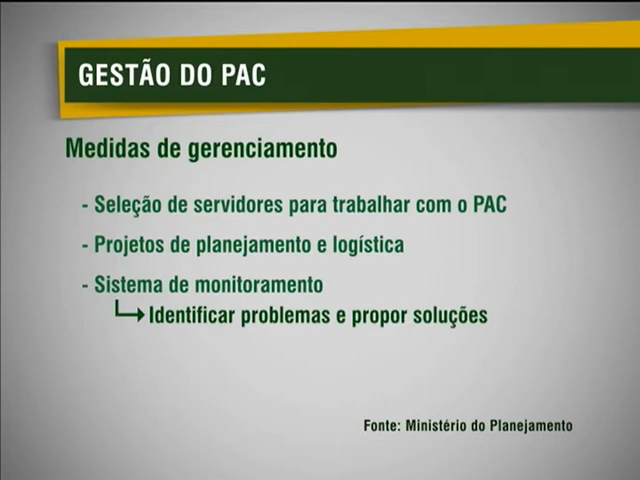 GESTÃO DO PAC
Medidas de gerenciamento
- Seleção de servidores para trabalhar com o PAC
- Projetos de planejamento e logística
- Sistema de monitoramento
Identificar problemas e propor soluções
Fonte: Ministério do Planejamento